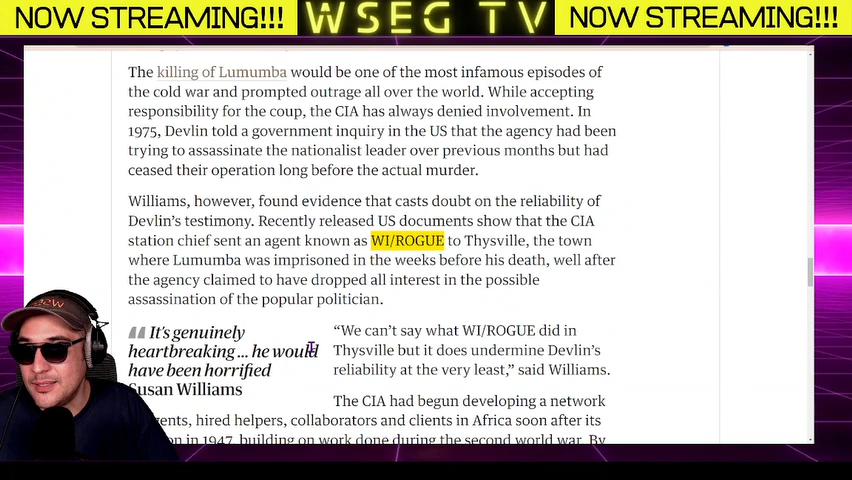 NOW STREAMING!!!
WSEG TV
NOW STREAMING!!!
The killing of Lumumba would be one of the most infamous episodes of
the cold war and prompted outrage all over the world. While accepting
responsibility for the coup, the CIA has always denied involvement. In
1975, Devlin told a government inquiry in the US that the agency had been
trying to assassinate the nationalist leader over previous months but had
ceased their operation long before the actual murder.
Williams, however, found evidence that casts doubt on the reliability of
Devlin's testimony. Recently released US documents show that the CIA
station chief sent an agent known as WI/ROGUE to Thysville, the town
where Lumumba was imprisoned in the weeks before his death, well after
the agency claimed to have dropped all interest in the possible
assassination of the popular politician.
It's genuinely
heartbreaking ... he would
have been horrified
Susan Williams
“We can't say what WI/ROGUE did in
Thysville but it does undermine Devlin's
reliability at the very least,” said Williams.
The CIA had begun developing a network
hired helpers, collaborators and clients in Africa soon after its
in 1947, building on work done during the second world war. By